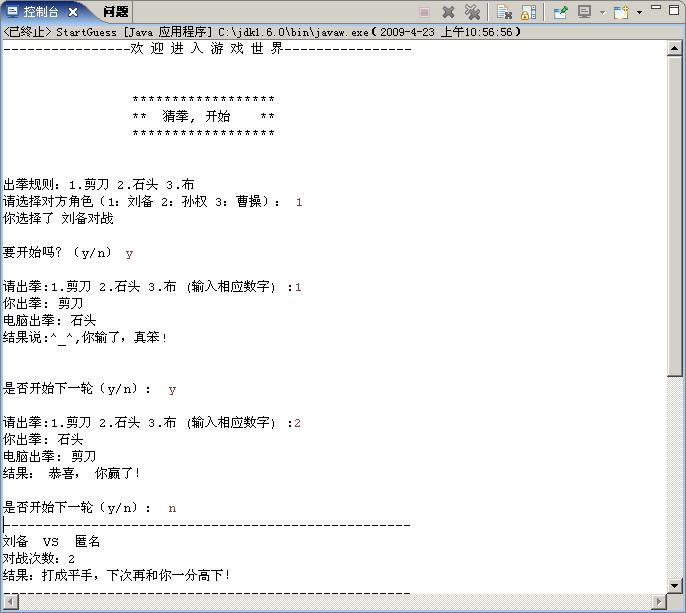 控制台 问题
<已终止> StartGuess [Java 应用程序] C:\jdk1.6.0\bin\javaw.exe(2009-4-23 上午10:56:56)
----------------欢 迎 进 入 游 戏 世 界----------------
******************
** 猜拳, 开始 **
******************
出拳规则: 1.剪刀 2.石头 3.布
请选择对方角色(1: 刘备 2: 孙权 3: 曹操): 1
你选择了 刘备对战
要开始吗? (y/n) y
请出拳:1.剪刀 2.石头 3.布 (输入相应数字) :1
你出拳: 剪刀
电脑出拳: 石头
结果说:^_^,你输了,真笨!
是否开始下一轮(y/n): y
请出拳:1.剪刀 2.石头 3.布 (输入相应数字) :2
你出拳: 石头
电脑出拳: 剪刀
结果: 恭喜, 你赢了!
是否开始下一轮(y/n): n
---------------------------------------------------
刘备 VS 匿名
对战次数: 2
结果: 打成平手,下次再和你一分高下!
---------------------------------------------------